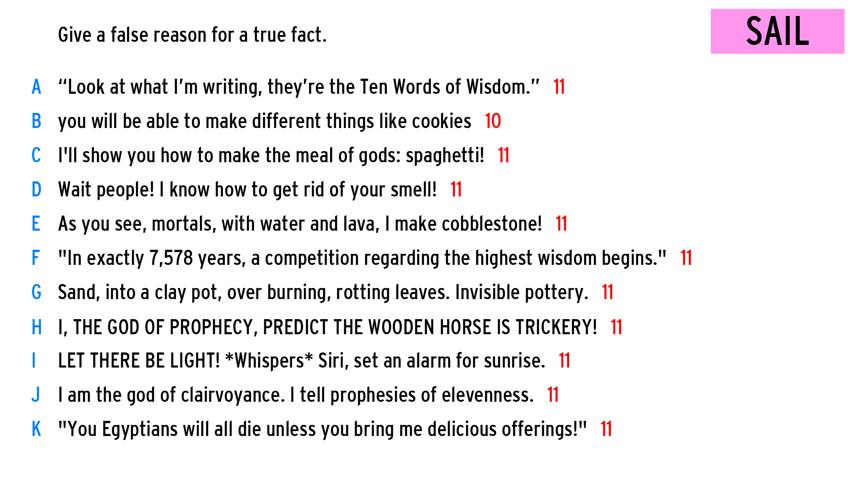 Give a false reason for a true fact.
SAIL
A “Look at what I’m writing, they’re the Ten Words of Wisdom.” 11
B you will be able to make different things like cookies 10
C I'll show you how to make the meal of gods: spaghetti! 11
D Wait people! I know how to get rid of your smell! 11
E As you see, mortals, with water and lava, I make cobblestone! 11
F "In exactly 7,578 years, a competition regarding the highest wisdom begins." 11
G Sand, into a clay pot, over burning, rotting leaves. Invisible pottery. 11
H I, THE GOD OF PROPHECY, PREDICT THE WOODEN HORSE IS TRICKERY! 11
I LET THERE BE LIGHT! *Whispers* Siri, set an alarm for sunrise. 11
J I am the god of clairvoyance. I tell prophesies of elevenness. 11
K "You Egyptians will all die unless you bring me delicious offerings!" 11